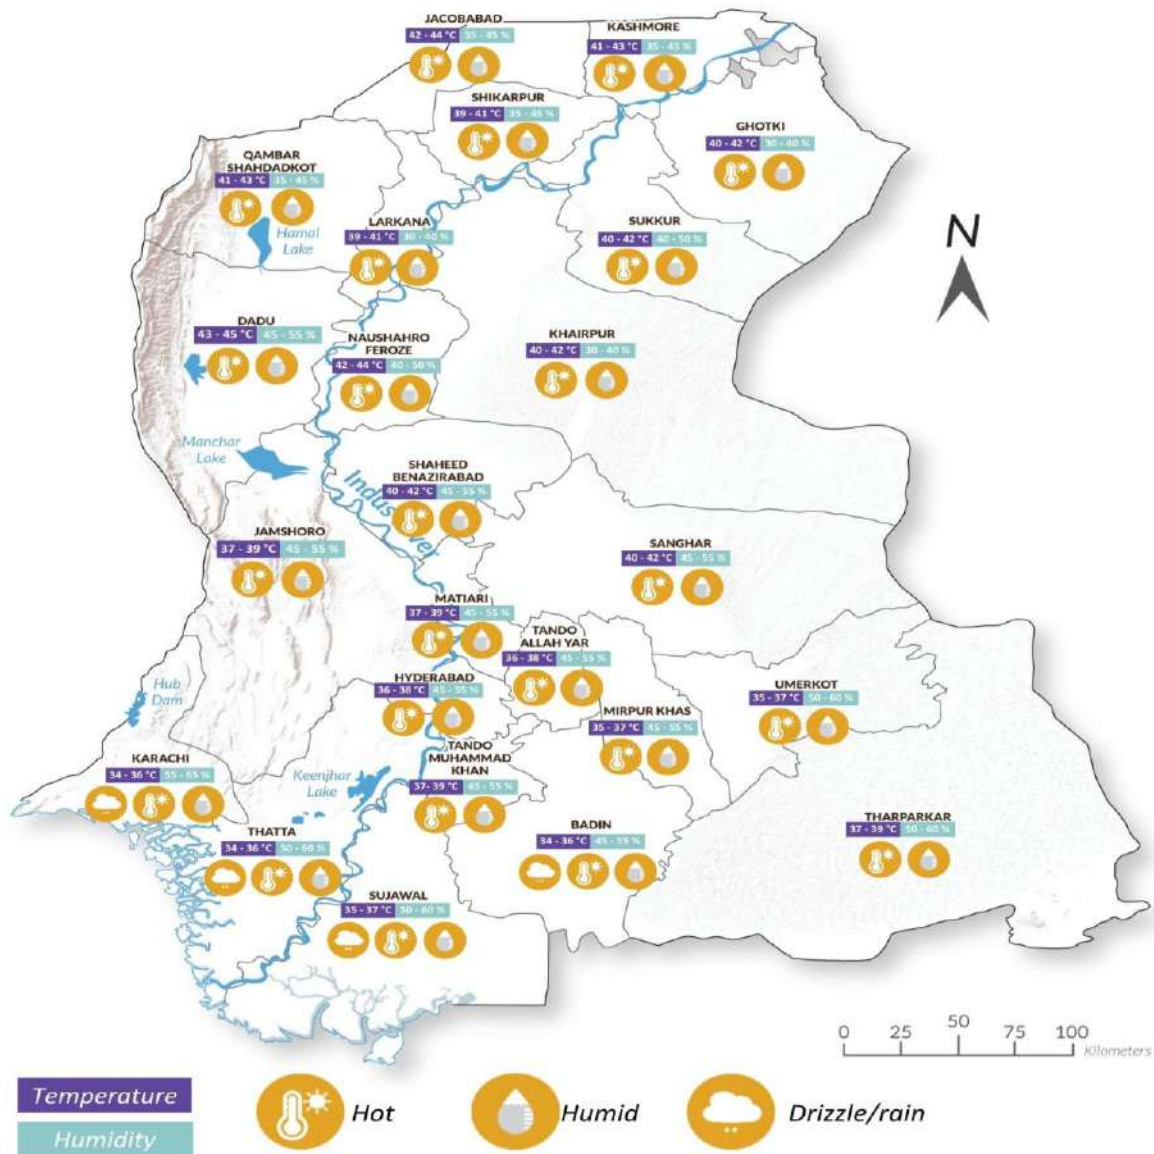 JACOBABAD
42 - 44 °C 35 - 45 %
KASHMORE
41 - 43 °C 35 - 45 %
SHIKARPUR
39 - 41 °C 35 - 45 %
GHOTKI
40 - 42 °C 30 - 40 %
QAMBAR
SHAHDADKOT
41 - 43 °C 35 - 45 %
Hamal
Lake
LARKANA
39 - 41 °C 30 - 40 %
SUKKUR
40 - 42 °C 40 - 50 %
N
DADU
43 - 45 °C 45 - 55 %
NAUSHAHRO
FEROZE
42 - 44 °C 40 - 50 %
KHAIRPUR
40 - 42 °C 30 - 40 %
Manchar
Lake
SHAHEED
BENAZIRABAD
40 - 42 °C 45 - 55 %
Indus
JAMSHORO
37 - 39 °C 45 - 55 %
SANGHAR
40 - 42 °C 45 - 55 %
MATIARI
37 - 39 °C 45 - 55 %
TANDO
ALLAH YAR
36 - 38 °C 45 - 55 %
HYDERABAD
36 - 38 °C 45 - 55 %
UMERKOT
35 - 37 °C 50 - 60 %
Hub
Dam
MIRPUR KHAS
35 - 37 °C 45 - 55 %
KARACHI
34 - 36 °C 55 - 65 %
Keenjhar
Lake
TANDO
MUHAMMAD
KHAN
37- 39 °C 45 - 55 %
THATTA
34 - 36 °C 50 - 60 %
BADIN
34 - 36 °C 45 - 55 %
THARPARKAR
37 - 39 °C 50 - 60 %
SUJAWAL
35 - 37 °C 50 - 60 %
0 25 50 75 100
Kilometers
Temperature
Humidity
Hot
Humid
Drizzle/rain